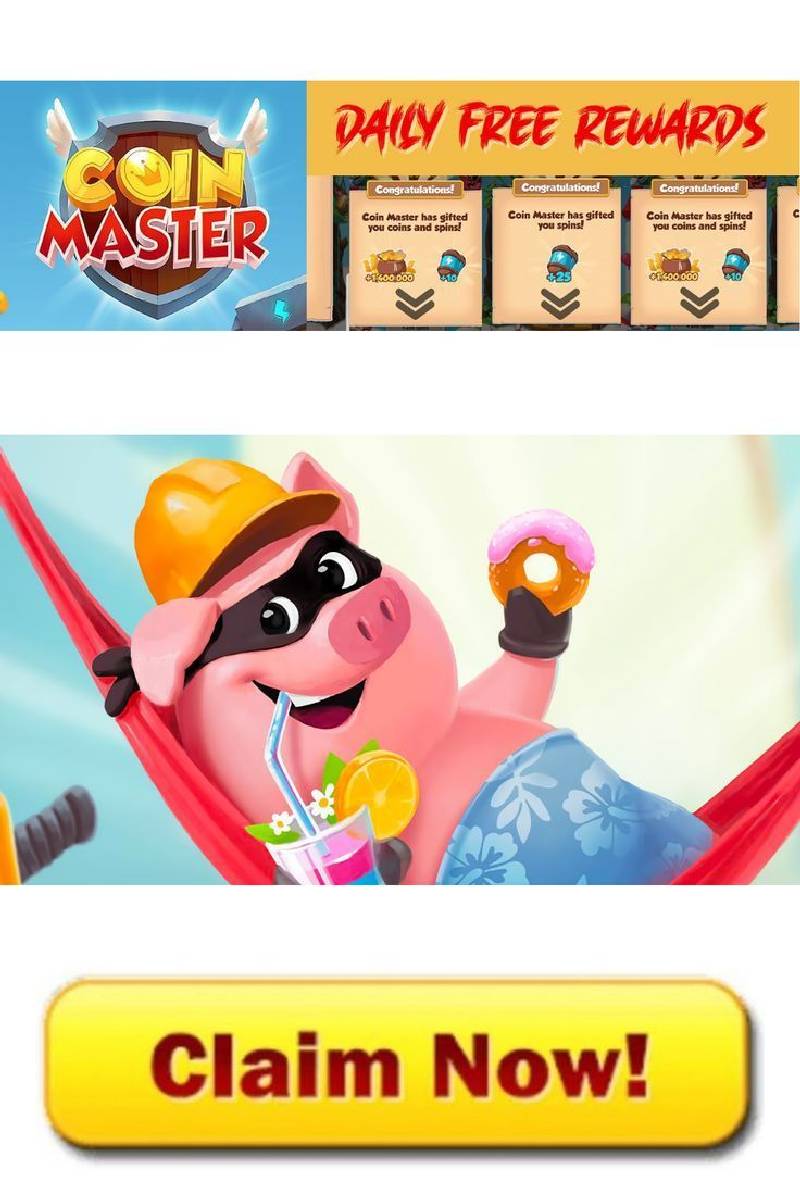 COIN
MASTER
DAILY FREE REWARDS
Congratulations!
Coin Master has gifted
you coins and spins!
+1 400 000
+10
Congratulations!
Coin Master has gifted
you spins!
+25
Congratulations!
Coin Master has gifted
you coins and spins!
+1 400 000
+10
C
Claim Now!